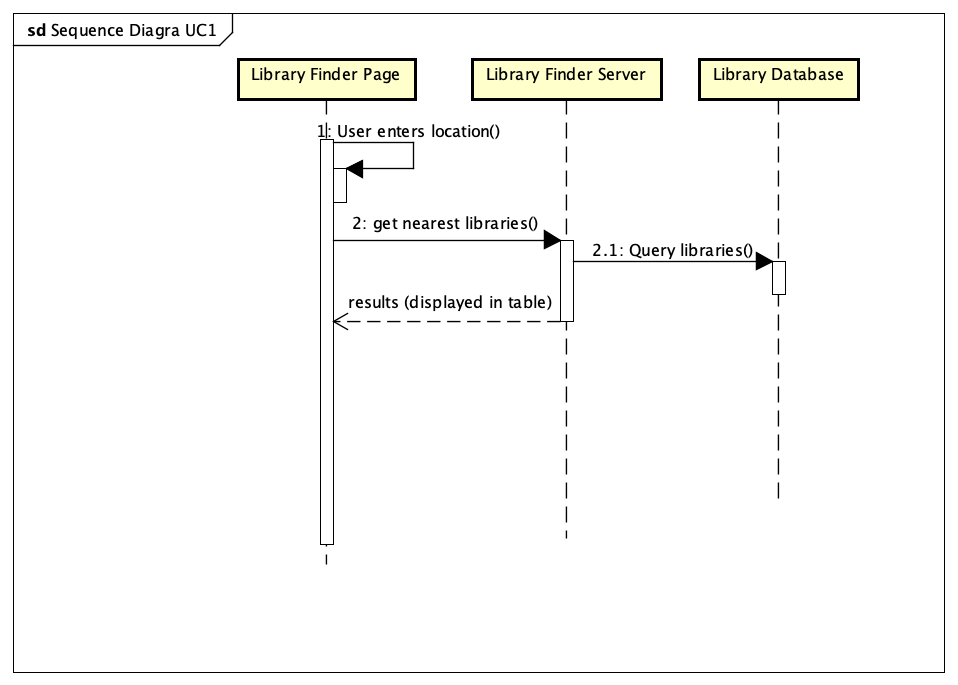 sd Sequence Diagra UC1
Library Finder Page
Library Finder Server
Library Database
1: User enters location()
2: get nearest libraries()
2.1: Query libraries()
results (displayed in table)